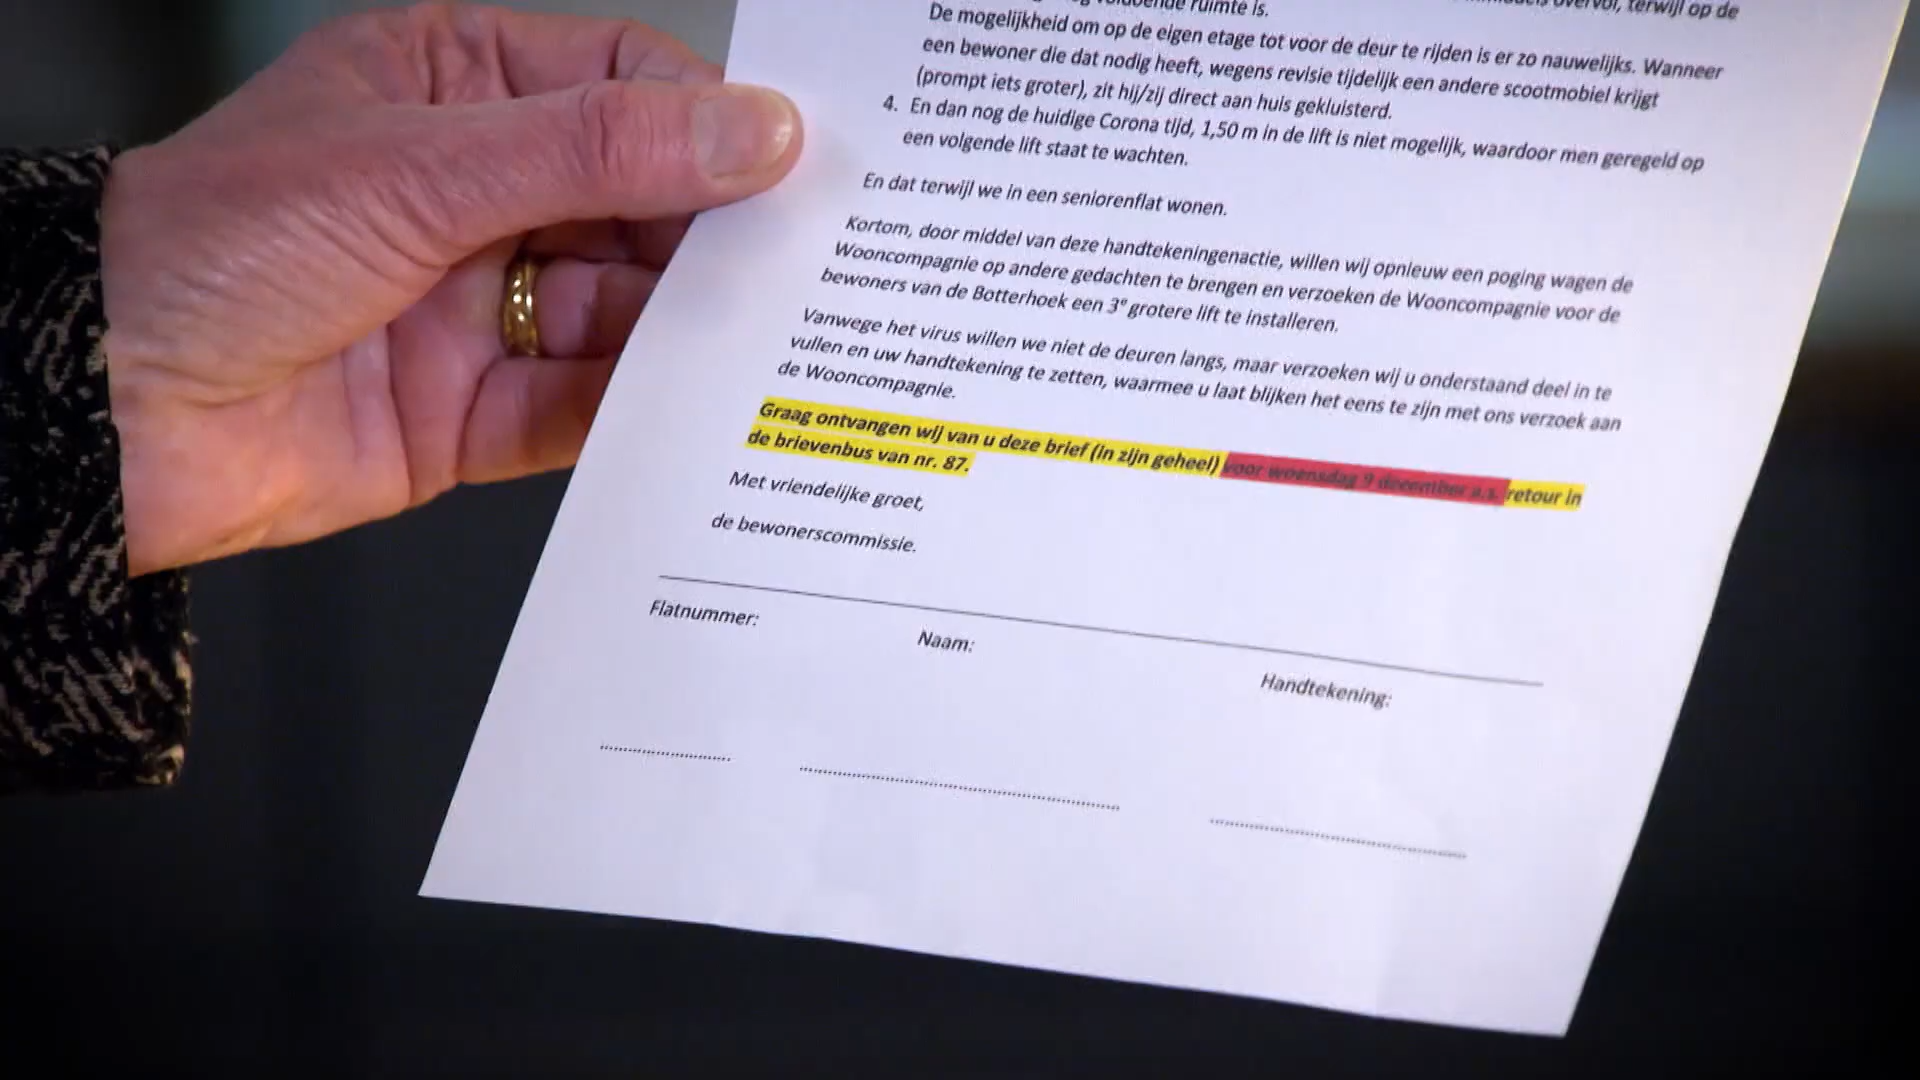 ruimte is.
overvol, terwijl op de
De mogelijkheid om op de eigen etage tot voor de deur te rijden is er zo nauwelijks. Wanneer
een bewoner die dat nodig heeft, wegens revisie tijdelijk een andere scootmobiel krijgt
(prompt iets groter), zit hij/zij direct aan huis gekluisterd.
4. En dan nog de huidige Corona tijd, 1,50 m in de lift is niet mogelijk, waardoor men geregeld op
een volgende lift staat te wachten.
En dat terwijl we in een seniorenflat wonen.
Kortom, door middel van deze handtekeningenactie, willen wij opnieuw een poging wagen de
Wooncompagnie op andere gedachten te brengen en verzoeken de Wooncompagnie voor de
bewoners van de Botterhoek een 3e grotere lift te installeren.
Vanwege het virus willen we niet de deuren langs, maar verzoeken wij u onderstaand deel in te
vullen en uw handtekening te zetten, waarmee u laat blijken het eens te zijn met ons verzoek aan
de Wooncompagnie.
Graag ontvangen wij van u deze brief (in zijn geheel) voor woensdag 9 december a.s. retour in
de brievenbus van nr. 87.
Met vriendelijke groet,
de bewonerscommissie.
Flatnummer:
Naam:
Handtekening: